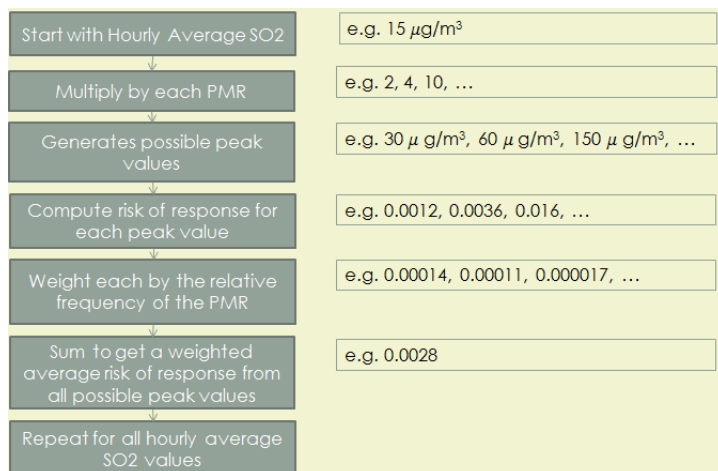 Start with Hourly Average SO2
e.g. 15 μg/m³
Multiply by each PMR
e.g. 2, 4, 10, …
Generates possible peak
values
e.g. 30 μ g/m³, 60 μ g/m³, 150 μ g/m³, …
Compute risk of response for
each peak value
e.g. 0.0012, 0.0036, 0.016, …
Weight each by the relative
frequency of the PMR
e.g. 0.00014, 0.00011, 0.000017, …
Sum to get a weighted
average risk of response from
all possible peak values
e.g. 0.0028
Repeat for all hourly average
SO2 values